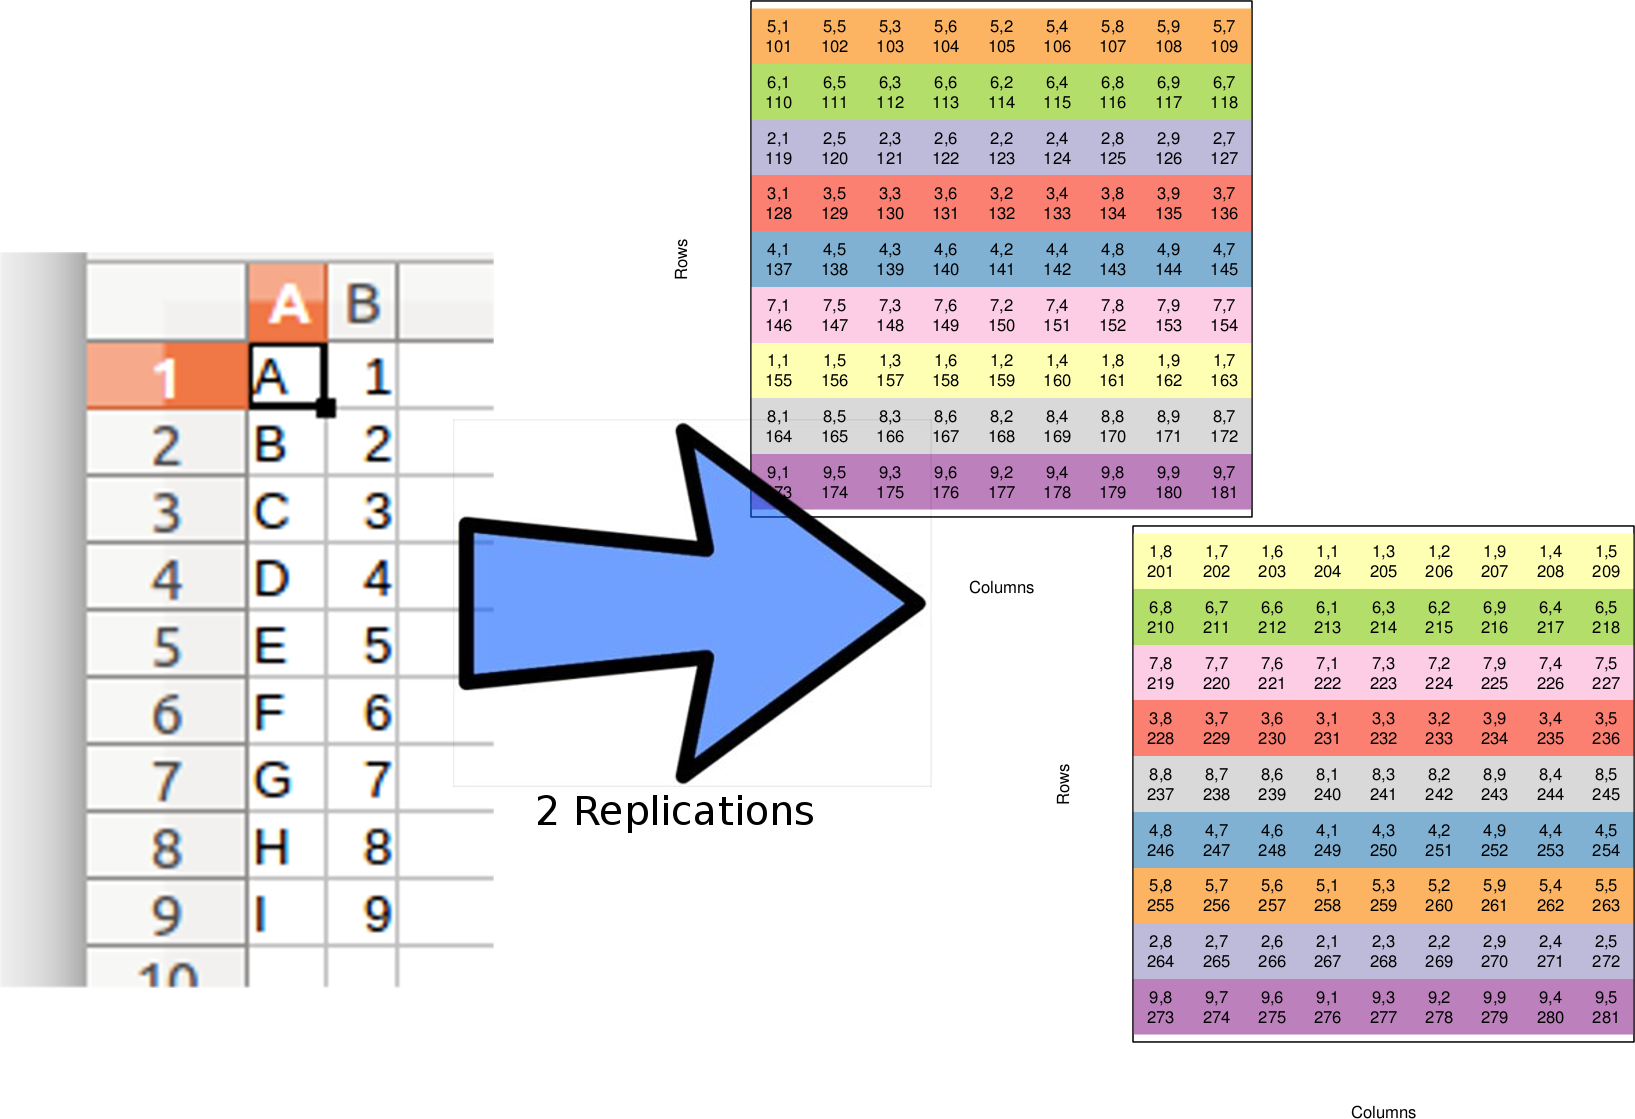 A B
1 A 1
2 B 2
3 C 3
4 D 4
5 E 5
6 F 6
7 G 7
8 H 8
9 I 9
10
2 Replications
5,1 5,5 5,3 5,6 5,2 5,4 5,8 5,9 5,7
101 102 103 104 105 106 107 108 109
6,1 6,5 6,3 6,6 6,2 6,4 6,8 6,9 6,7
110 111 112 113 114 115 116 117 118
2,1 2,5 2,3 2,6 2,2 2,4 2,8 2,9 2,7
119 120 121 122 123 124 125 126 127
3,1 3,5 3,3 3,6 3,2 3,4 3,8 3,9 3,7
128 129 130 131 132 133 134 135 136
Rows
4,1 4,5 4,3 4,6 4,2 4,4 4,8 4,9 4,7
137 138 139 140 141 142 143 144 145
7,1 7,5 7,3 7,6 7,2 7,4 7,8 7,9 7,7
146 147 148 149 150 151 152 153 154
1,1 1,5 1,3 1,6 1,2 1,4 1,8 1,9 1,7
155 156 157 158 159 160 161 162 163
8,1 8,5 8,3 8,6 8,2 8,4 8,8 8,9 8,7
164 165 166 167 168 169 170 171 172
9,1 9,5 9,3 9,6 9,2 9,4 9,8 9,9 9,7
173 174 175 176 177 178 179 180 181
Columns
1,8 1,7 1,6 1,1 1,3 1,2 1,9 1,4 1,5
201 202 203 204 205 206 207 208 209
6,8 6,7 6,6 6,1 6,3 6,2 6,9 6,4 6,5
210 211 212 213 214 215 216 217 218
7,8 7,7 7,6 7,1 7,3 7,2 7,9 7,4 7,5
219 220 221 222 223 224 225 226 227
3,8 3,7 3,6 3,1 3,3 3,2 3,9 3,4 3,5
228 229 230 231 232 233 234 235 236
Rows
8,8 8,7 8,6 8,1 8,3 8,2 8,9 8,4 8,5
237 238 239 240 241 242 243 244 245
4,8 4,7 4,6 4,1 4,3 4,2 4,9 4,4 4,5
246 247 248 249 250 251 252 253 254
5,8 5,7 5,6 5,1 5,3 5,2 5,9 5,4 5,5
255 256 257 258 259 260 261 262 263
2,8 2,7 2,6 2,1 2,3 2,2 2,9 2,4 2,5
264 265 266 267 268 269 270 271 272
9,8 9,7 9,6 9,1 9,3 9,2 9,9 9,4 9,5
273 274 275 276 277 278 279 280 281
Columns